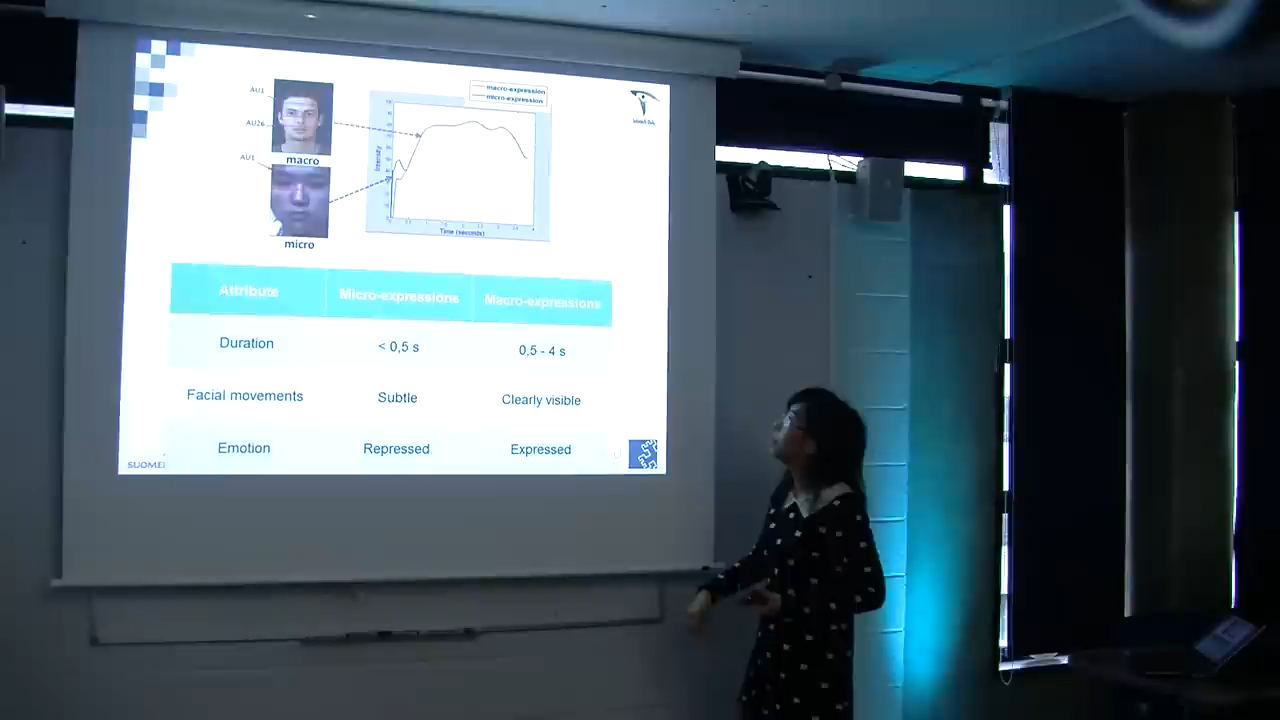 macro-expression
micro-expression
AU1
AU26
macro
AU1
micro
Intensity
Time (seconds)
Attribute Micro-expressions Macro-expressions
Duration < 0,5 s 0,5 - 4 s
Facial movements Subtle Clearly visible
Emotion Repressed Expressed